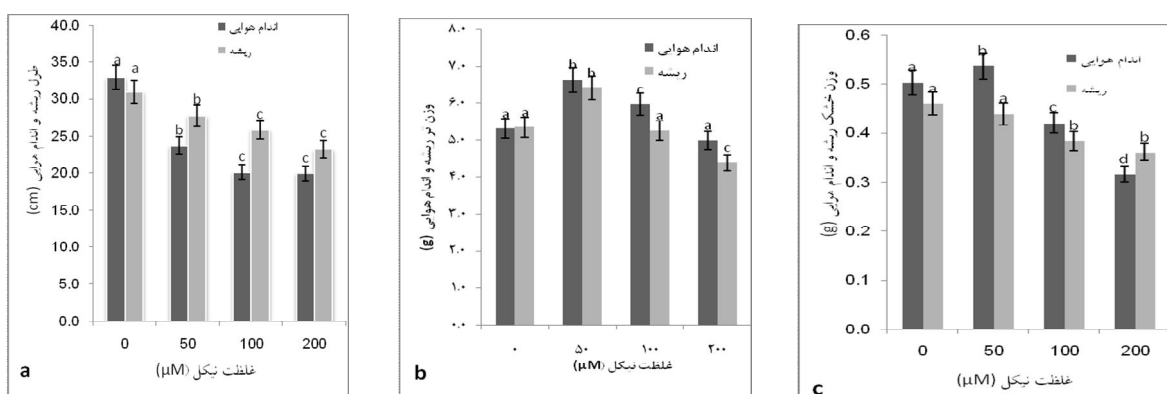 40.0
35.0
30.0
25.0
20.0
15.0
10.0
5.0
0.0
طول ریشه و اندام هوایی (cm)
اندام هوایی
ریشه
a a
b b
c c
c c
0 50 100 200
غلظت نیکل (µM)
a
۸.۰
۷.۰
۶.۰
۵.۰
۴.۰
۳.۰
۲.۰
۱.۰
۰.۰
وزن تر ریشه و اندام هوایی (g)
اندام هوایی
ریشه
a a
b b
c a
a c
۰ ۵۰ ۱۰۰ ۲۰۰
غلظت نیکل (µM)
b
0.6
0.5
0.4
0.3
0.2
0.1
0.0
وزن خشک ریشه و اندام هوایی (g)
اندام هوایی
ریشه
a a
b a
c b
d b
0 50 100 200
غلظت نیکل (µM)
c